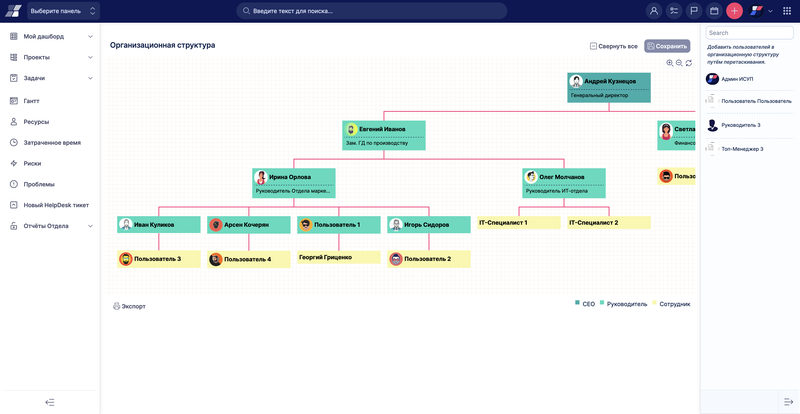 Выберите панель
Введите текст для поиска...
Мой дашборд
Проекты
Задачи
Гантт
Ресурсы
Затраченное время
Риски
Проблемы
Новый HelpDesk тикет
Отчёты Отдела
Организационная структура
Свернуть все
Сохранить
Андрей Кузнецов
Генеральный директор
Евгений Иванов
Зам. ГД по производству
Светла
Финансо
Ирина Орлова
Руководитель Отдела марке...
Олег Молчанов
Руководитель ИТ-отдела
Пользо
Иван Куликов
Арсен Кочерян
Пользователь 1
Игорь Сидоров
IT-Специалист 1
IT-Специалист 2
Пользователь 3
Пользователь 4
Георгий Гриценко
Пользователь 2
Экспорт
CEO
Руководитель
Сотрудник
Search
Добавить пользователей в
организационную структуру
путём перетаскивания.
Админ ИСУП
Пользователь Пользователь
Руководитель 3
Топ-Менеджер 3